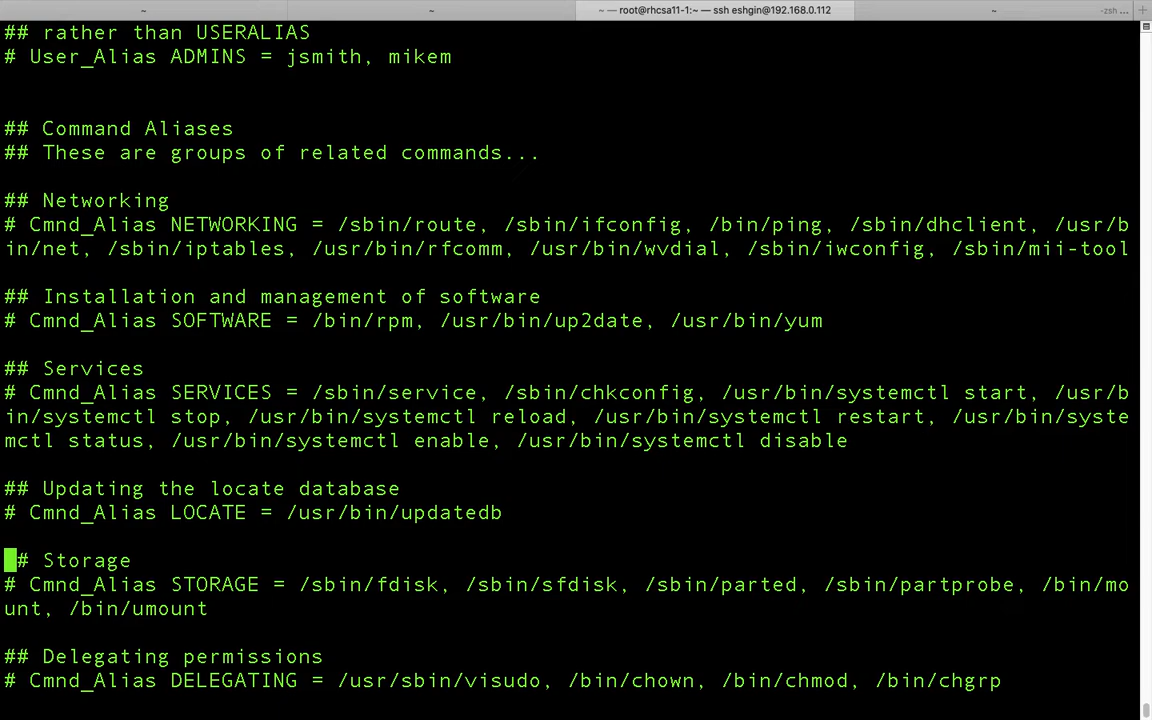 ~
~
~ — root@rhcsa11-1:~ — ssh eshgin@192.168.0.112
~
-zsh ...
+
## rather than USERALIAS
# User_Alias ADMINS = jsmith, mikem
## Command Aliases
## These are groups of related commands...
## Networking
# Cmnd_Alias NETWORKING = /sbin/route, /sbin/ifconfig, /bin/ping, /sbin/dhclient, /usr/b
in/net, /sbin/iptables, /usr/bin/rfcomm, /usr/bin/wvdial, /sbin/iwconfig, /sbin/mii-tool
## Installation and management of software
# Cmnd_Alias SOFTWARE = /bin/rpm, /usr/bin/up2date, /usr/bin/yum
## Services
# Cmnd_Alias SERVICES = /sbin/service, /sbin/chkconfig, /usr/bin/systemctl start, /usr/b
in/systemctl stop, /usr/bin/systemctl reload, /usr/bin/systemctl restart, /usr/bin/syste
mctl status, /usr/bin/systemctl enable, /usr/bin/systemctl disable
## Updating the locate database
# Cmnd_Alias LOCATE = /usr/bin/updatedb
# Storage
# Cmnd_Alias STORAGE = /sbin/fdisk, /sbin/sfdisk, /sbin/parted, /sbin/partprobe, /bin/mo
unt, /bin/umount
## Delegating permissions
# Cmnd_Alias DELEGATING = /usr/sbin/visudo, /bin/chown, /bin/chmod, /bin/chgrp